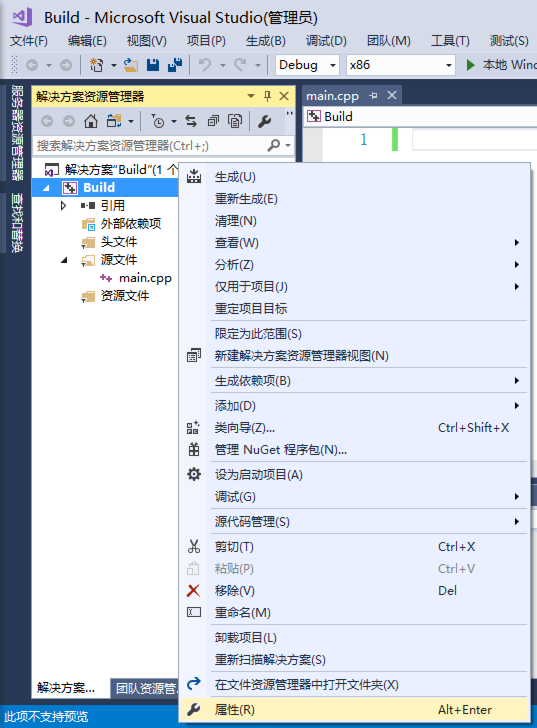 Build - Microsoft Visual Studio(管理员)
文件(F) 编辑(E) 视图(V) 项目(P) 生成(B) 调试(D) 团队(M) 工具(T) 测试(S)
Debug x86 本地 Wind
服务器资源管理器
查找和替换
解决方案资源管理器
搜索解决方案资源管理器(Ctrl+;)
解决方案"Build"(1 个
Build
引用
外部依赖项
头文件
源文件
main.cpp
资源文件
解决方案... 团队资源管...
main.cpp
Build
1
生成(U)
重新生成(E)
清理(N)
查看(W)
分析(Z)
仅用于项目(J)
重定项目目标
限定为此范围(S)
新建解决方案资源管理器视图(N)
生成依赖项(B)
添加(D)
类向导(Z)... Ctrl+Shift+X
管理 NuGet 程序包(N)...
设为启动项目(A)
调试(G)
源代码管理(S)
剪切(T) Ctrl+X
粘贴(P) Ctrl+V
移除(V) Del
重命名(M)
卸载项目(L)
重新扫描解决方案(S)
在文件资源管理器中打开文件夹(X)
属性(R) Alt+Enter
此项不支持预览